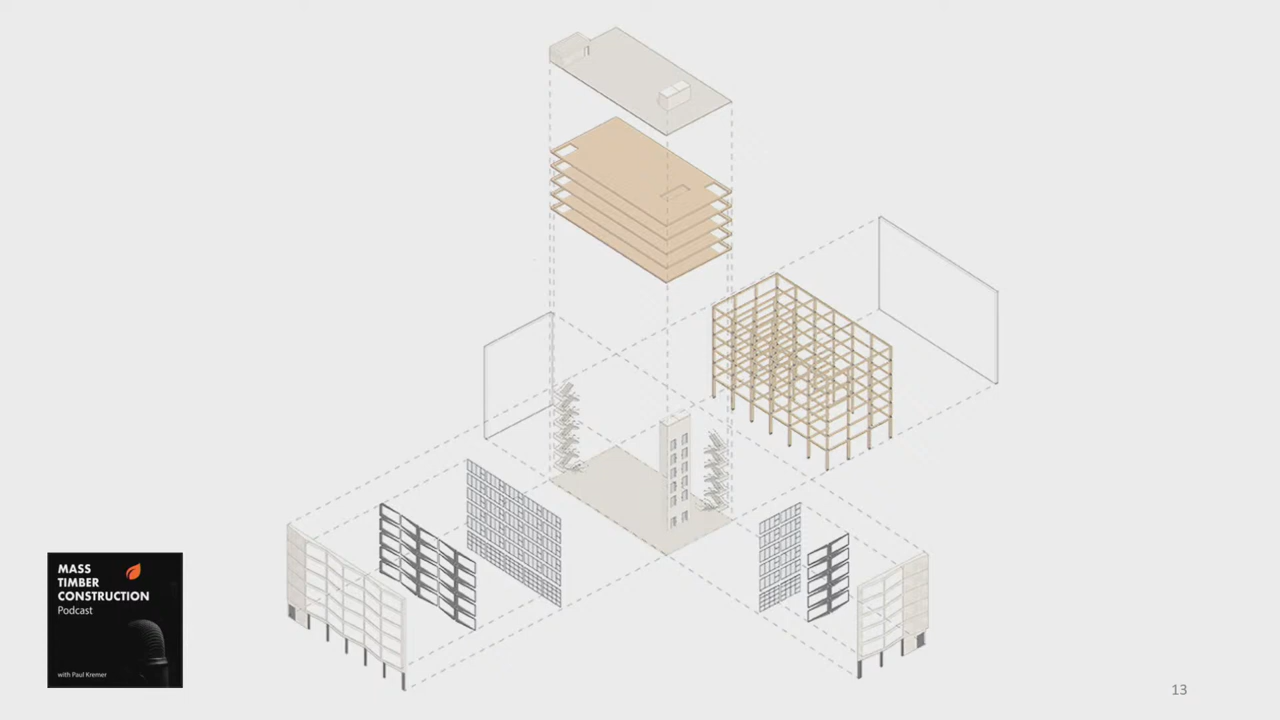 MASS
TIMBER
CONSTRUCTION
Podcast
with Paul Kremer
13